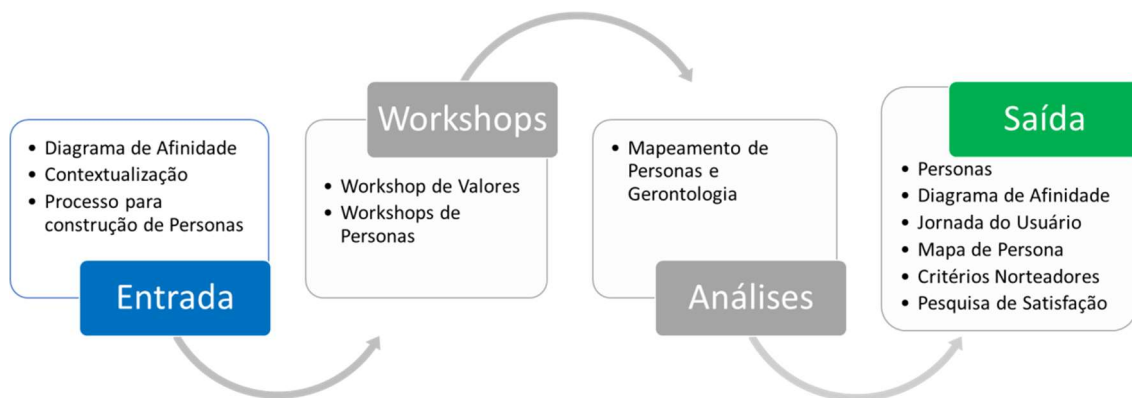 • Diagrama de Afinidade
• Contextualização
• Processo para
construção de Personas
Entrada
Workshops
• Workshop de Valores
• Workshops de
Personas
• Mapeamento de
Personas e
Gerontologia
Análises
Saída
• Personas
• Diagrama de Afinidade
• Jornada do Usuário
• Mapa de Persona
• Critérios Norteadores
• Pesquisa de Satisfação